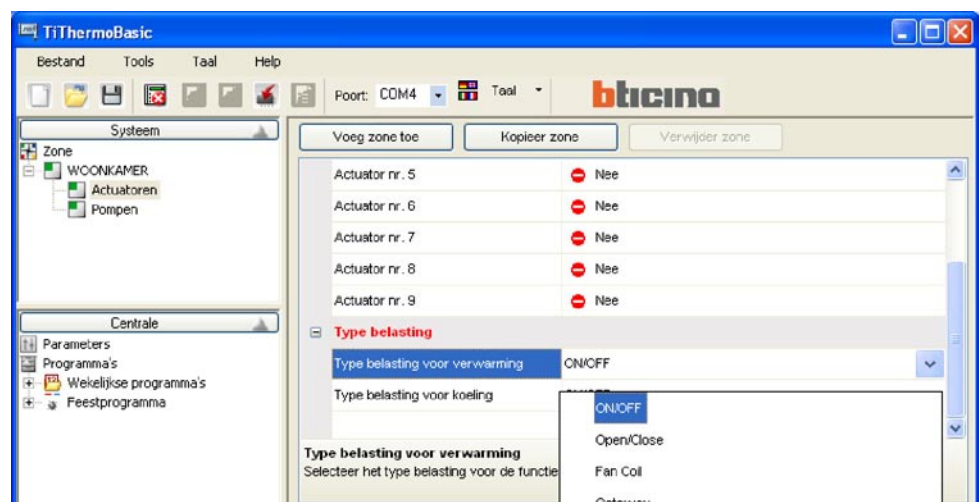 TiThermoBasic
Bestand Tools Taal Help
Poort: COM4 Taal bticino
Systeem
Zone
WOONKAMER
Actuatoren
Pompen
Centrale
Parameters
Programma's
Wekelijkse programma's
Feestprogramma
Voeg zone toe Kopieer zone Verwijder zone
Actuator nr. 5 Nee
Actuator nr. 6 Nee
Actuator nr. 7 Nee
Actuator nr. 8 Nee
Actuator nr. 9 Nee
Type belasting
Type belasting voor verwarming ON/OFF
Type belasting voor koeling
ON/OFF
Open/Close
Fan Coil
Type belasting voor verwarming
Selecteer het type belasting voor de functie